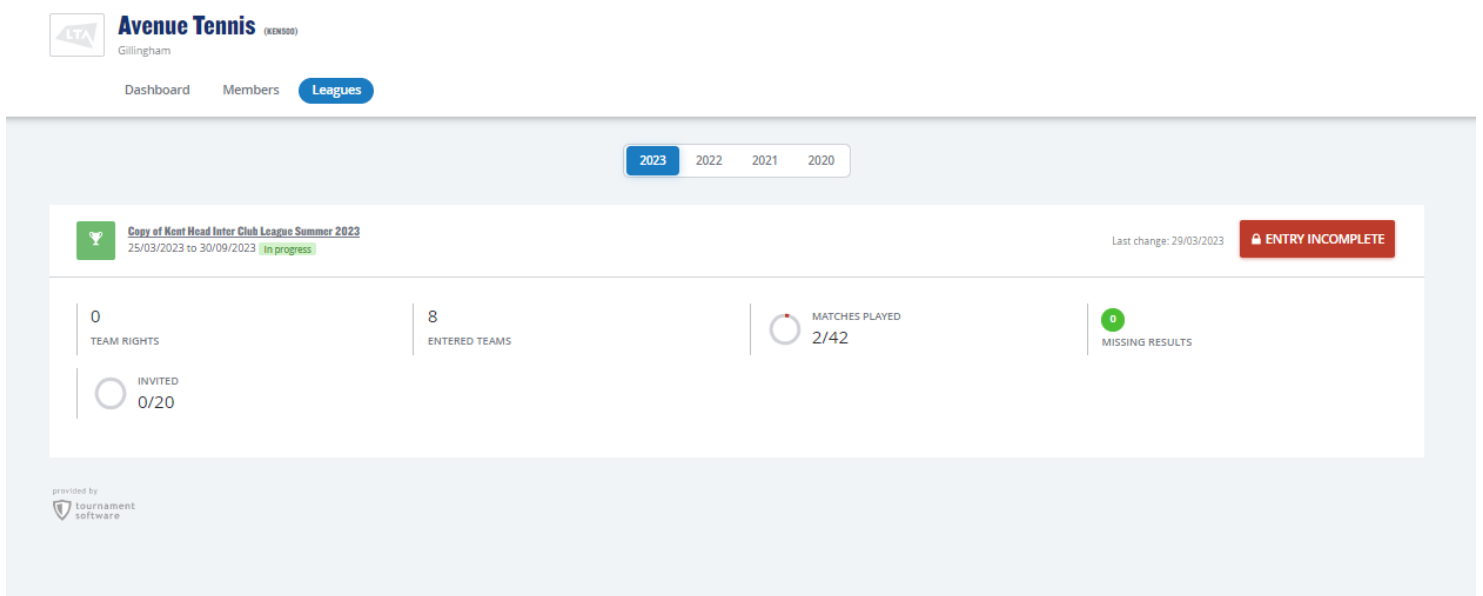 LTA
Avenue Tennis (KEN500)
Gillingham
Dashboard Members Leagues
2023 2022 2021 2020
Copy of Kent Head Inter Club League Summer 2023
25/03/2023 to 30/09/2023 In progress
Last change: 29/03/2023
ENTRY INCOMPLETE
0
TEAM RIGHTS
8
ENTERED TEAMS
MATCHES PLAYED
2/42
0
MISSING RESULTS
INVITED
0/20
provided by
tournament
software